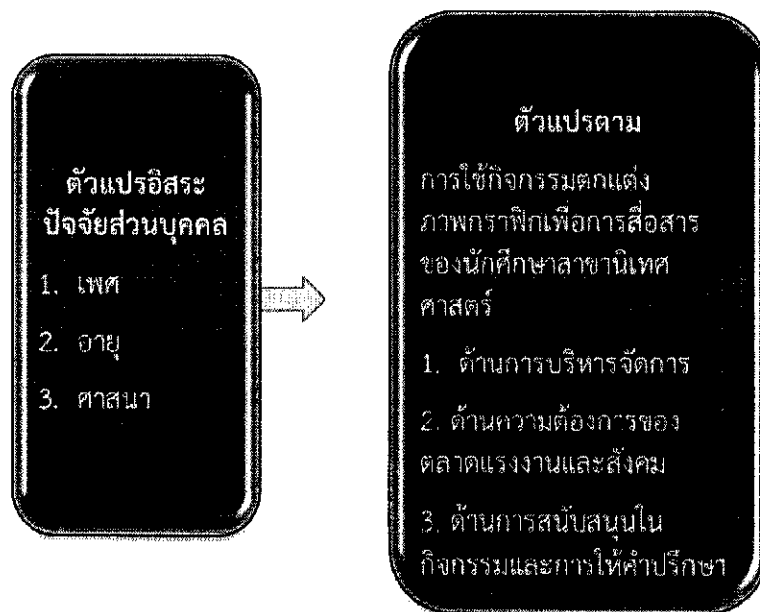 ตัวแปรอิสระ
ปัจจัยส่วนบุคคล
1. เพศ
2. อายุ
3. ศาสนา
ตัวแปรตาม
การใช้กิจกรรมตกแต่ง
ภาพกราฟิกเพื่อการสื่อสาร
ของนักศึกษาสาขานิเทศ
ศาสตร์
1. ด้านการบริหารจัดการ
2. ด้านความต้องการของ
ตลาดแรงงานและสังคม
3. ด้านการสนับสนุนใน
กิจกรรมและการให้คำปรึกษา